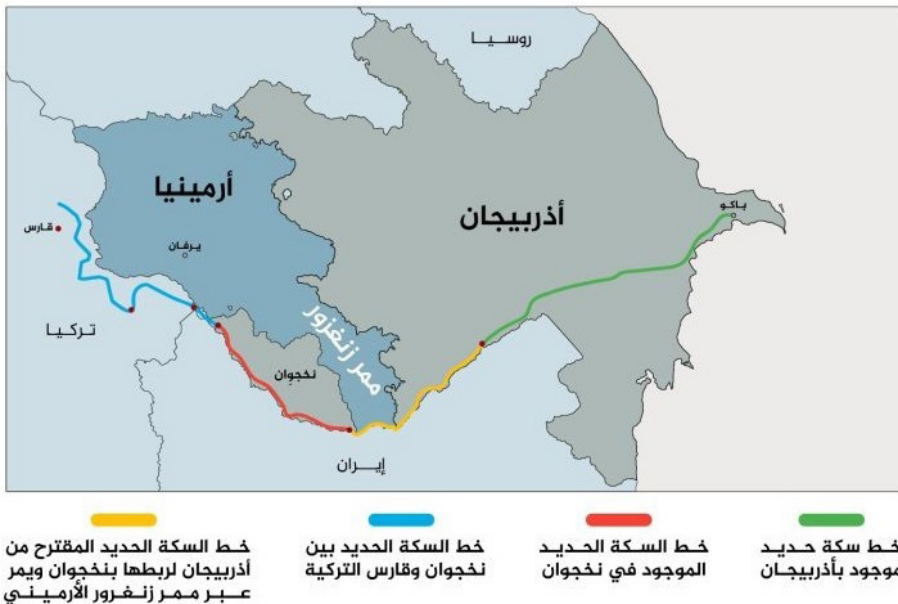 روسيا
أرمينيا
أذربيجان
باكو
قارس
يرفان
تركيا
ممر زنغزور
نخجوان
إيران
خط سكة حديد
موجود بأذربيجان
خط السكة الحديد
الموجود في نخجوان
خط السكة الحديد بين
نخجوان وقارس التركية
خط السكة الحديد المقترح من
أذربيجان لربطها بنخجوان ويمر
عبر ممر زنغرور الأرميني